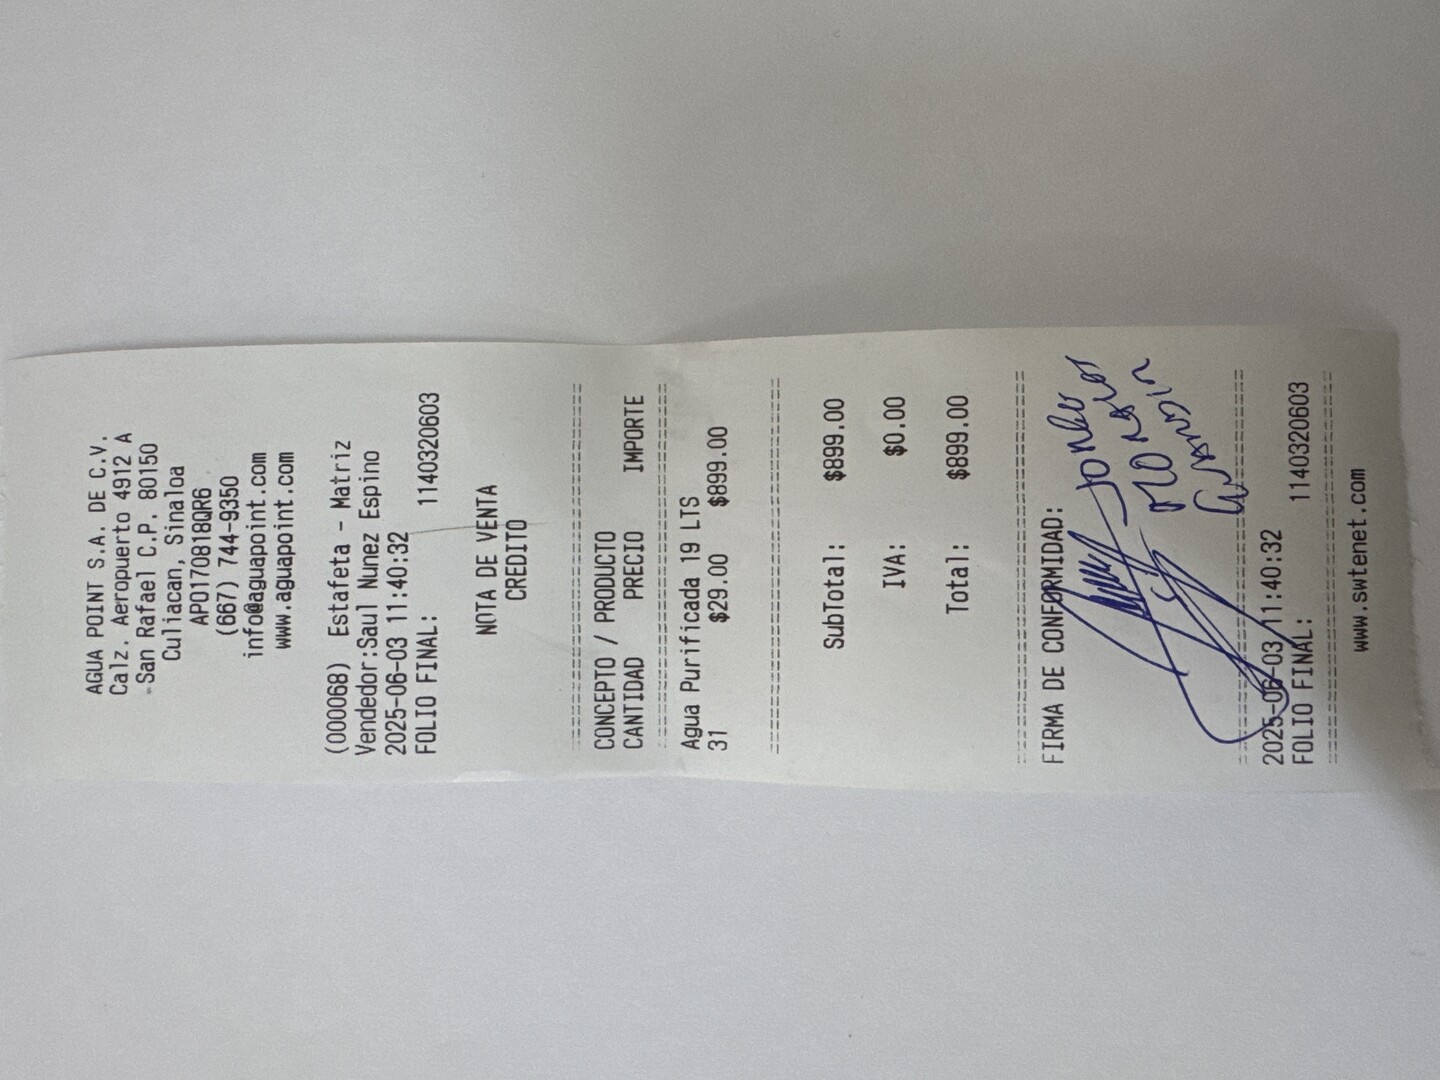 AGUA POINT S.A. DE C.V.
Calz. Aeropuerto 4912 A
San Rafael C.P. 80150
Culiacan, Sinaloa
APO170818QR6
(667) 744-9350
info@aguapoint.com
www.aguapoint.com
(000068) Estafeta - Matriz
Vendedor:Saul Nunez Espino
2025-06-03 11:40:32
FOLIO FINAL: 1140320603
NOTA DE VENTA
CREDITO
CONCEPTO / PRODUCTO
CANTIDAD PRECIO IMPORTE
Agua Purificada 19 LTS
31 $29.00 $899.00
SubTotal: $899.00
IVA: $0.00
Total: $899.00
FIRMA DE CONFORMIDAD:
2025-06-03 11:40:32
FOLIO FINAL: 1140320603
www.swtenet.com